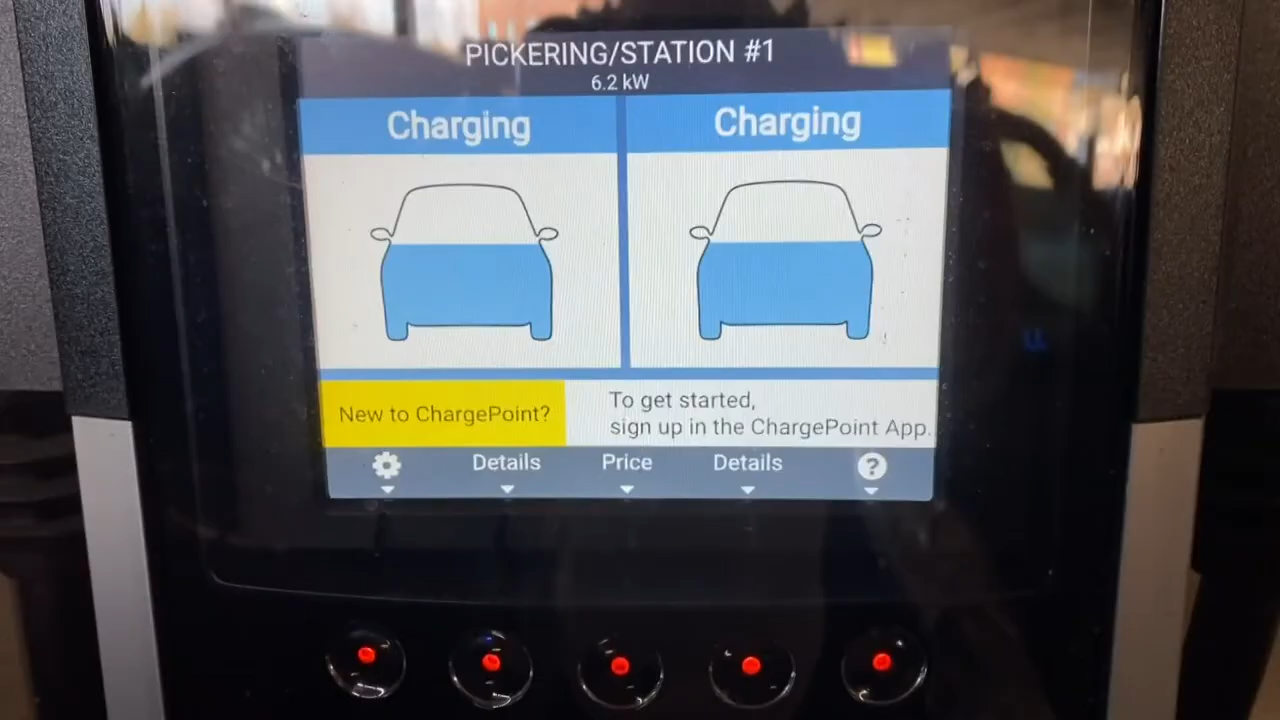 PICKERING/STATION #1
6.2 kW
Charging
Charging
New to ChargePoint?
To get started,
sign up in the ChargePoint App.
Details
Price
Details
?